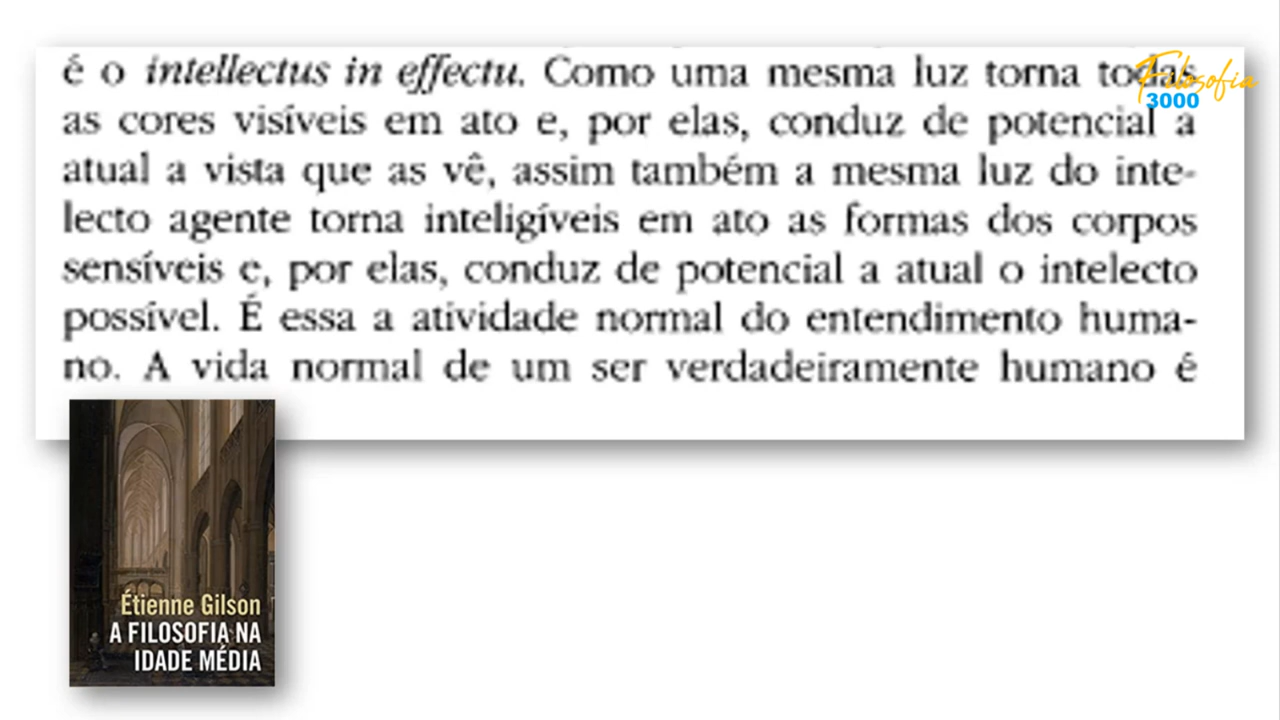 é o intellectus in effectu. Como uma mesma luz torna todas
as cores visíveis em ato e, por elas, conduz de potencial a
atual a vista que as vê, assim também a mesma luz do inte-
lecto agente torna inteligíveis em ato as formas dos corpos
sensíveis e, por elas, conduz de potencial a atual o intelecto
possível. É essa a atividade normal do entendimento huma-
no. A vida normal de um ser verdadeiramente humano é
Filosofia
3000
Étienne Gilson
A FILOSOFIA NA
IDADE MÉDIA